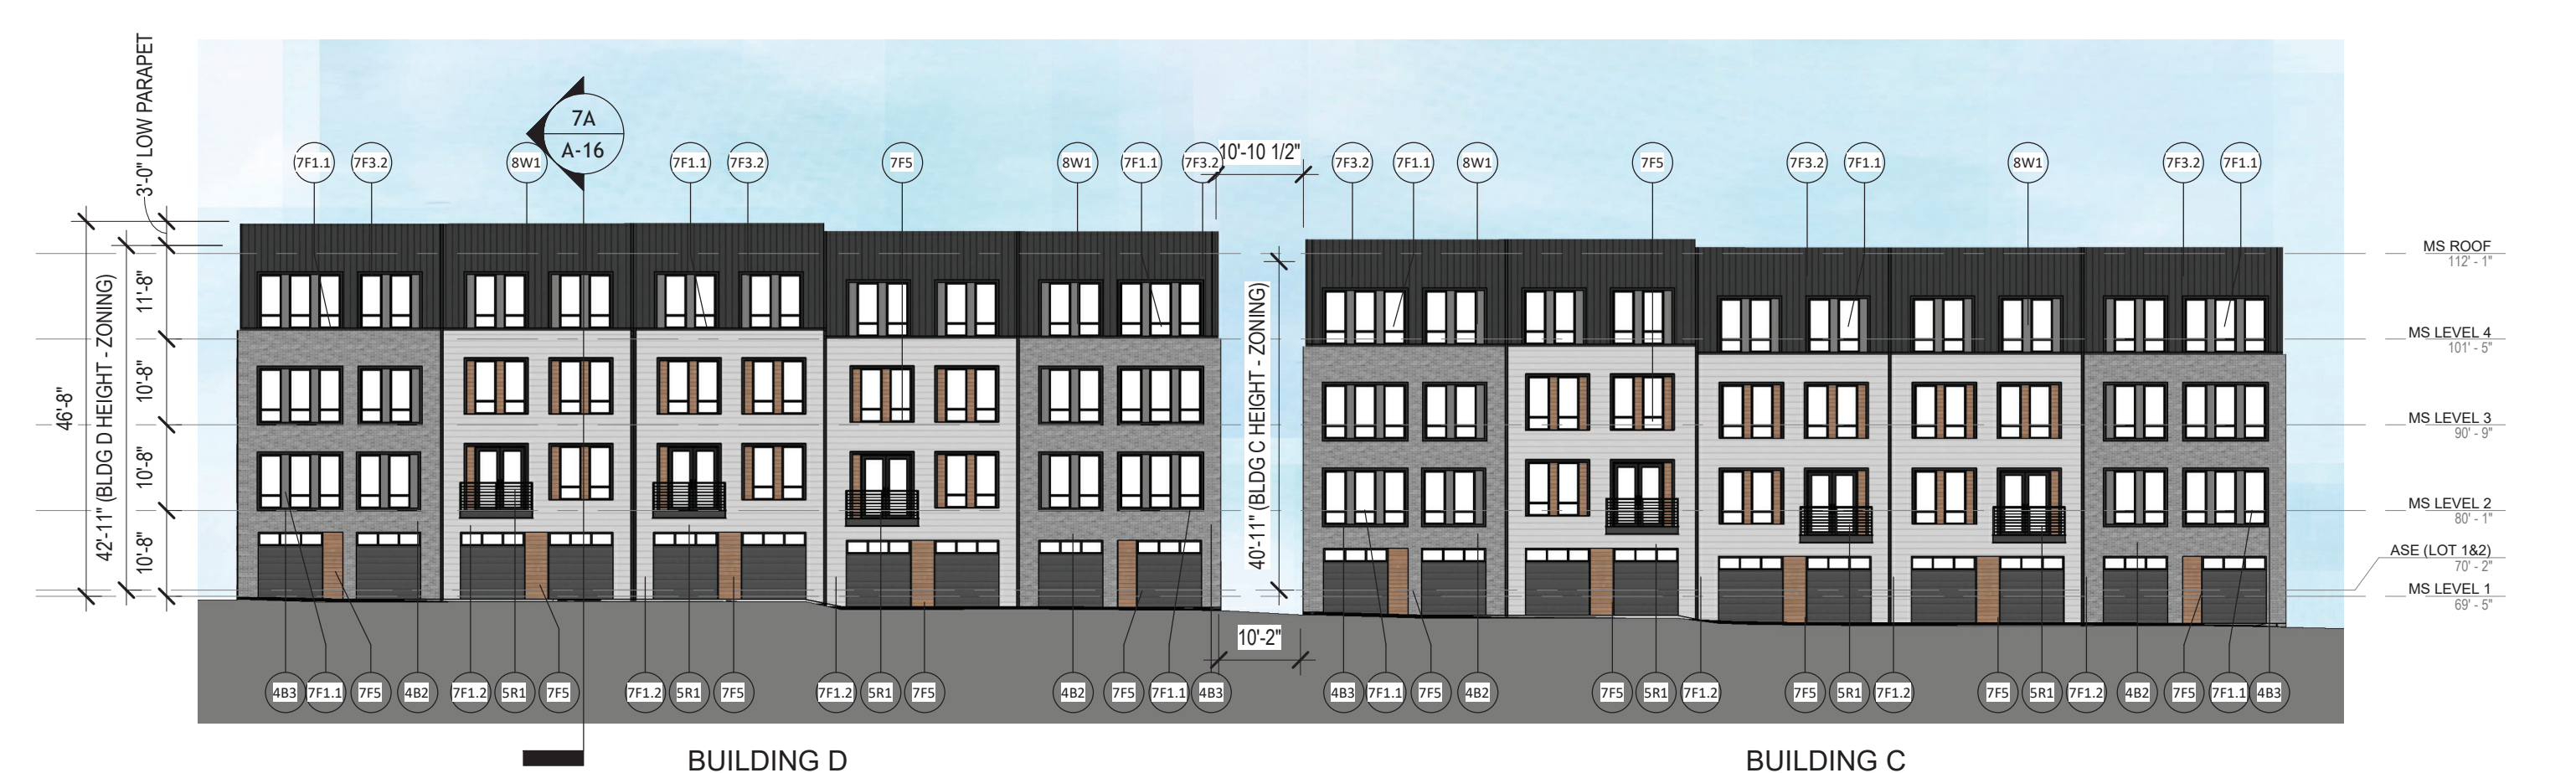 3'-0" LOW PARAPET
7A
A-16
7F1.1 7F3.2 8W1 7F1.1 7F3.2 7F5 8W1 7F1.1 7F3.2 10'-10 1/2" 7F3.2 7F1.1 8W1 7F5 7F3.2 7F1.1 8W1 7F3.2 7F1.1
46'-8"
42'-11" (BLDG D HEIGHT - ZONING)
11'-8"
10'-8"
10'-8"
10'-8"
40'-11" (BLDG C HEIGHT - ZONING)
MS ROOF
112' - 1"
MS LEVEL 4
101' - 5"
MS LEVEL 3
90' - 9"
MS LEVEL 2
80' - 1"
ASE (LOT 1&2)
70' - 2"
MS LEVEL 1
69' - 5"
10'-2"
4B3 7F1.1 7F5 4B2 7F1.2 5R1 7F5 7F1.2 5R1 7F5 7F1.2 5R1 7F5 4B2 7F5 7F1.1 4B3 4B3 7F1.1 7F5 4B2 7F5 5R1 7F1.2 7F5 5R1 7F1.2 7F5 5R1 7F1.2 4B2 7F5 7F1.1 4B3
BUILDING D
BUILDING C